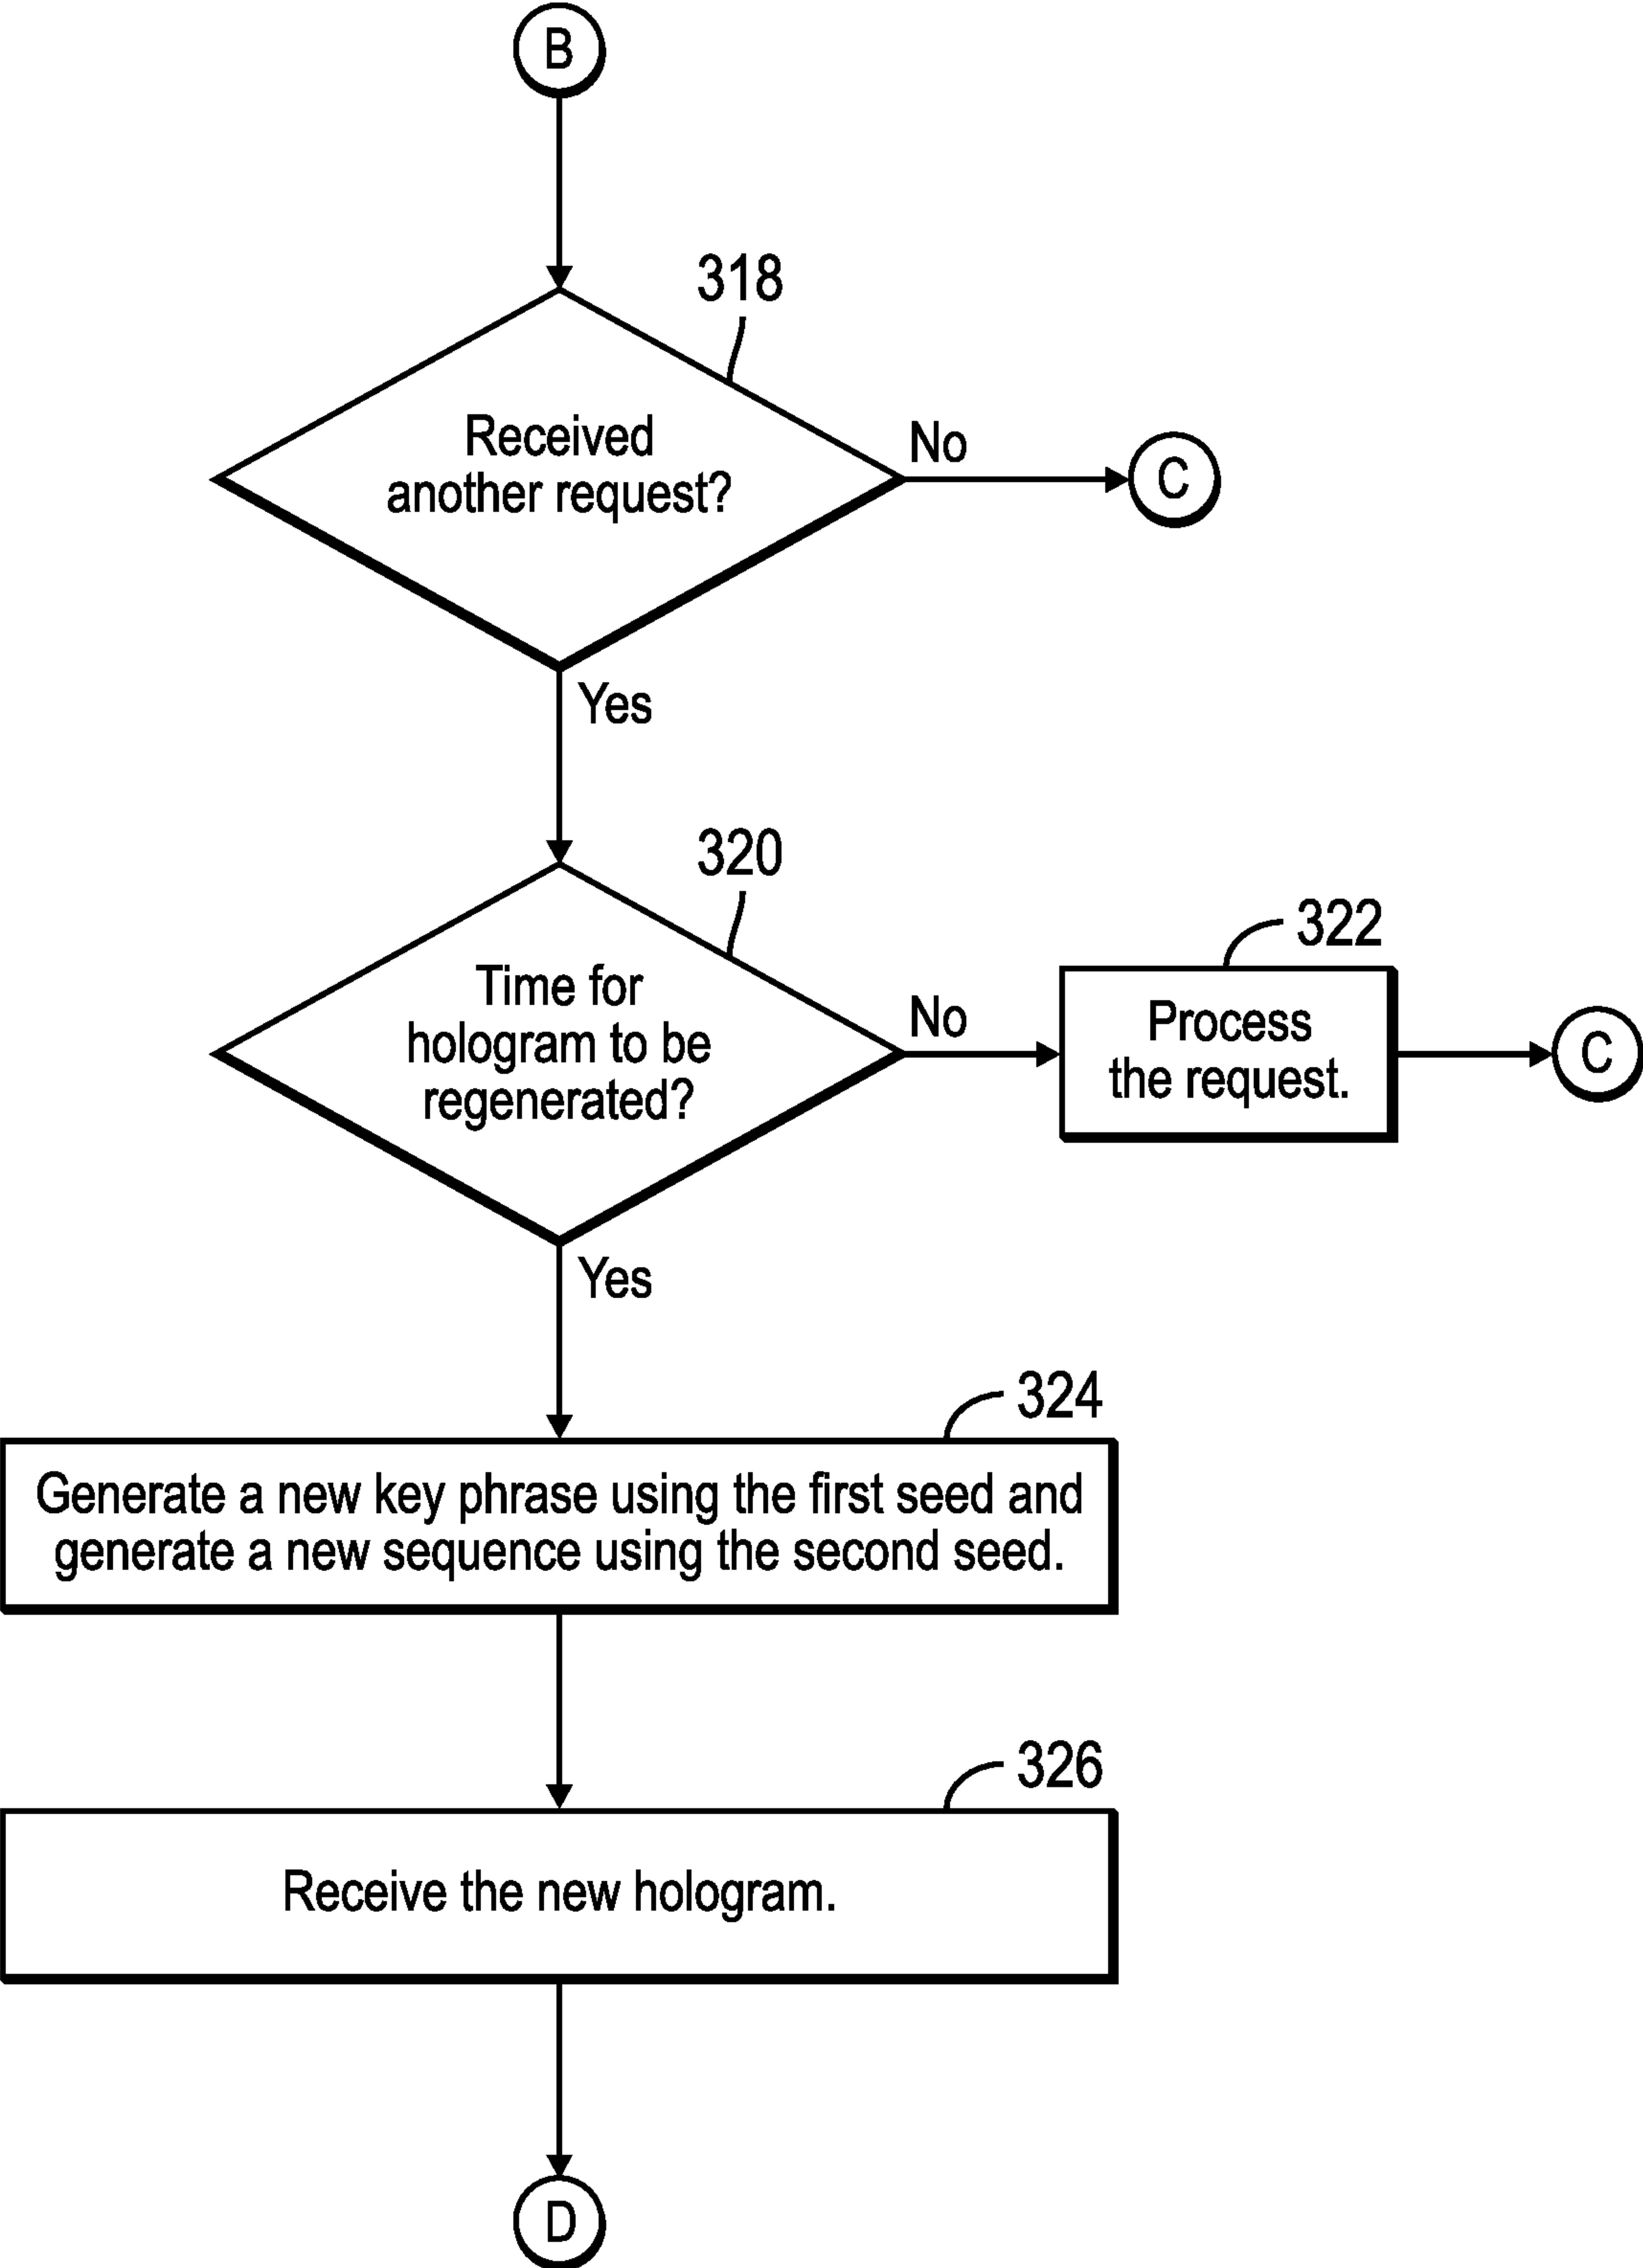 B
318
Received
another request?
No
C
Yes
320
Time for
hologram to be
regenerated?
No
322
Process
the request.
C
Yes
324
Generate a new key phrase using the first seed and
generate a new sequence using the second seed.
326
Receive the new hologram.
D